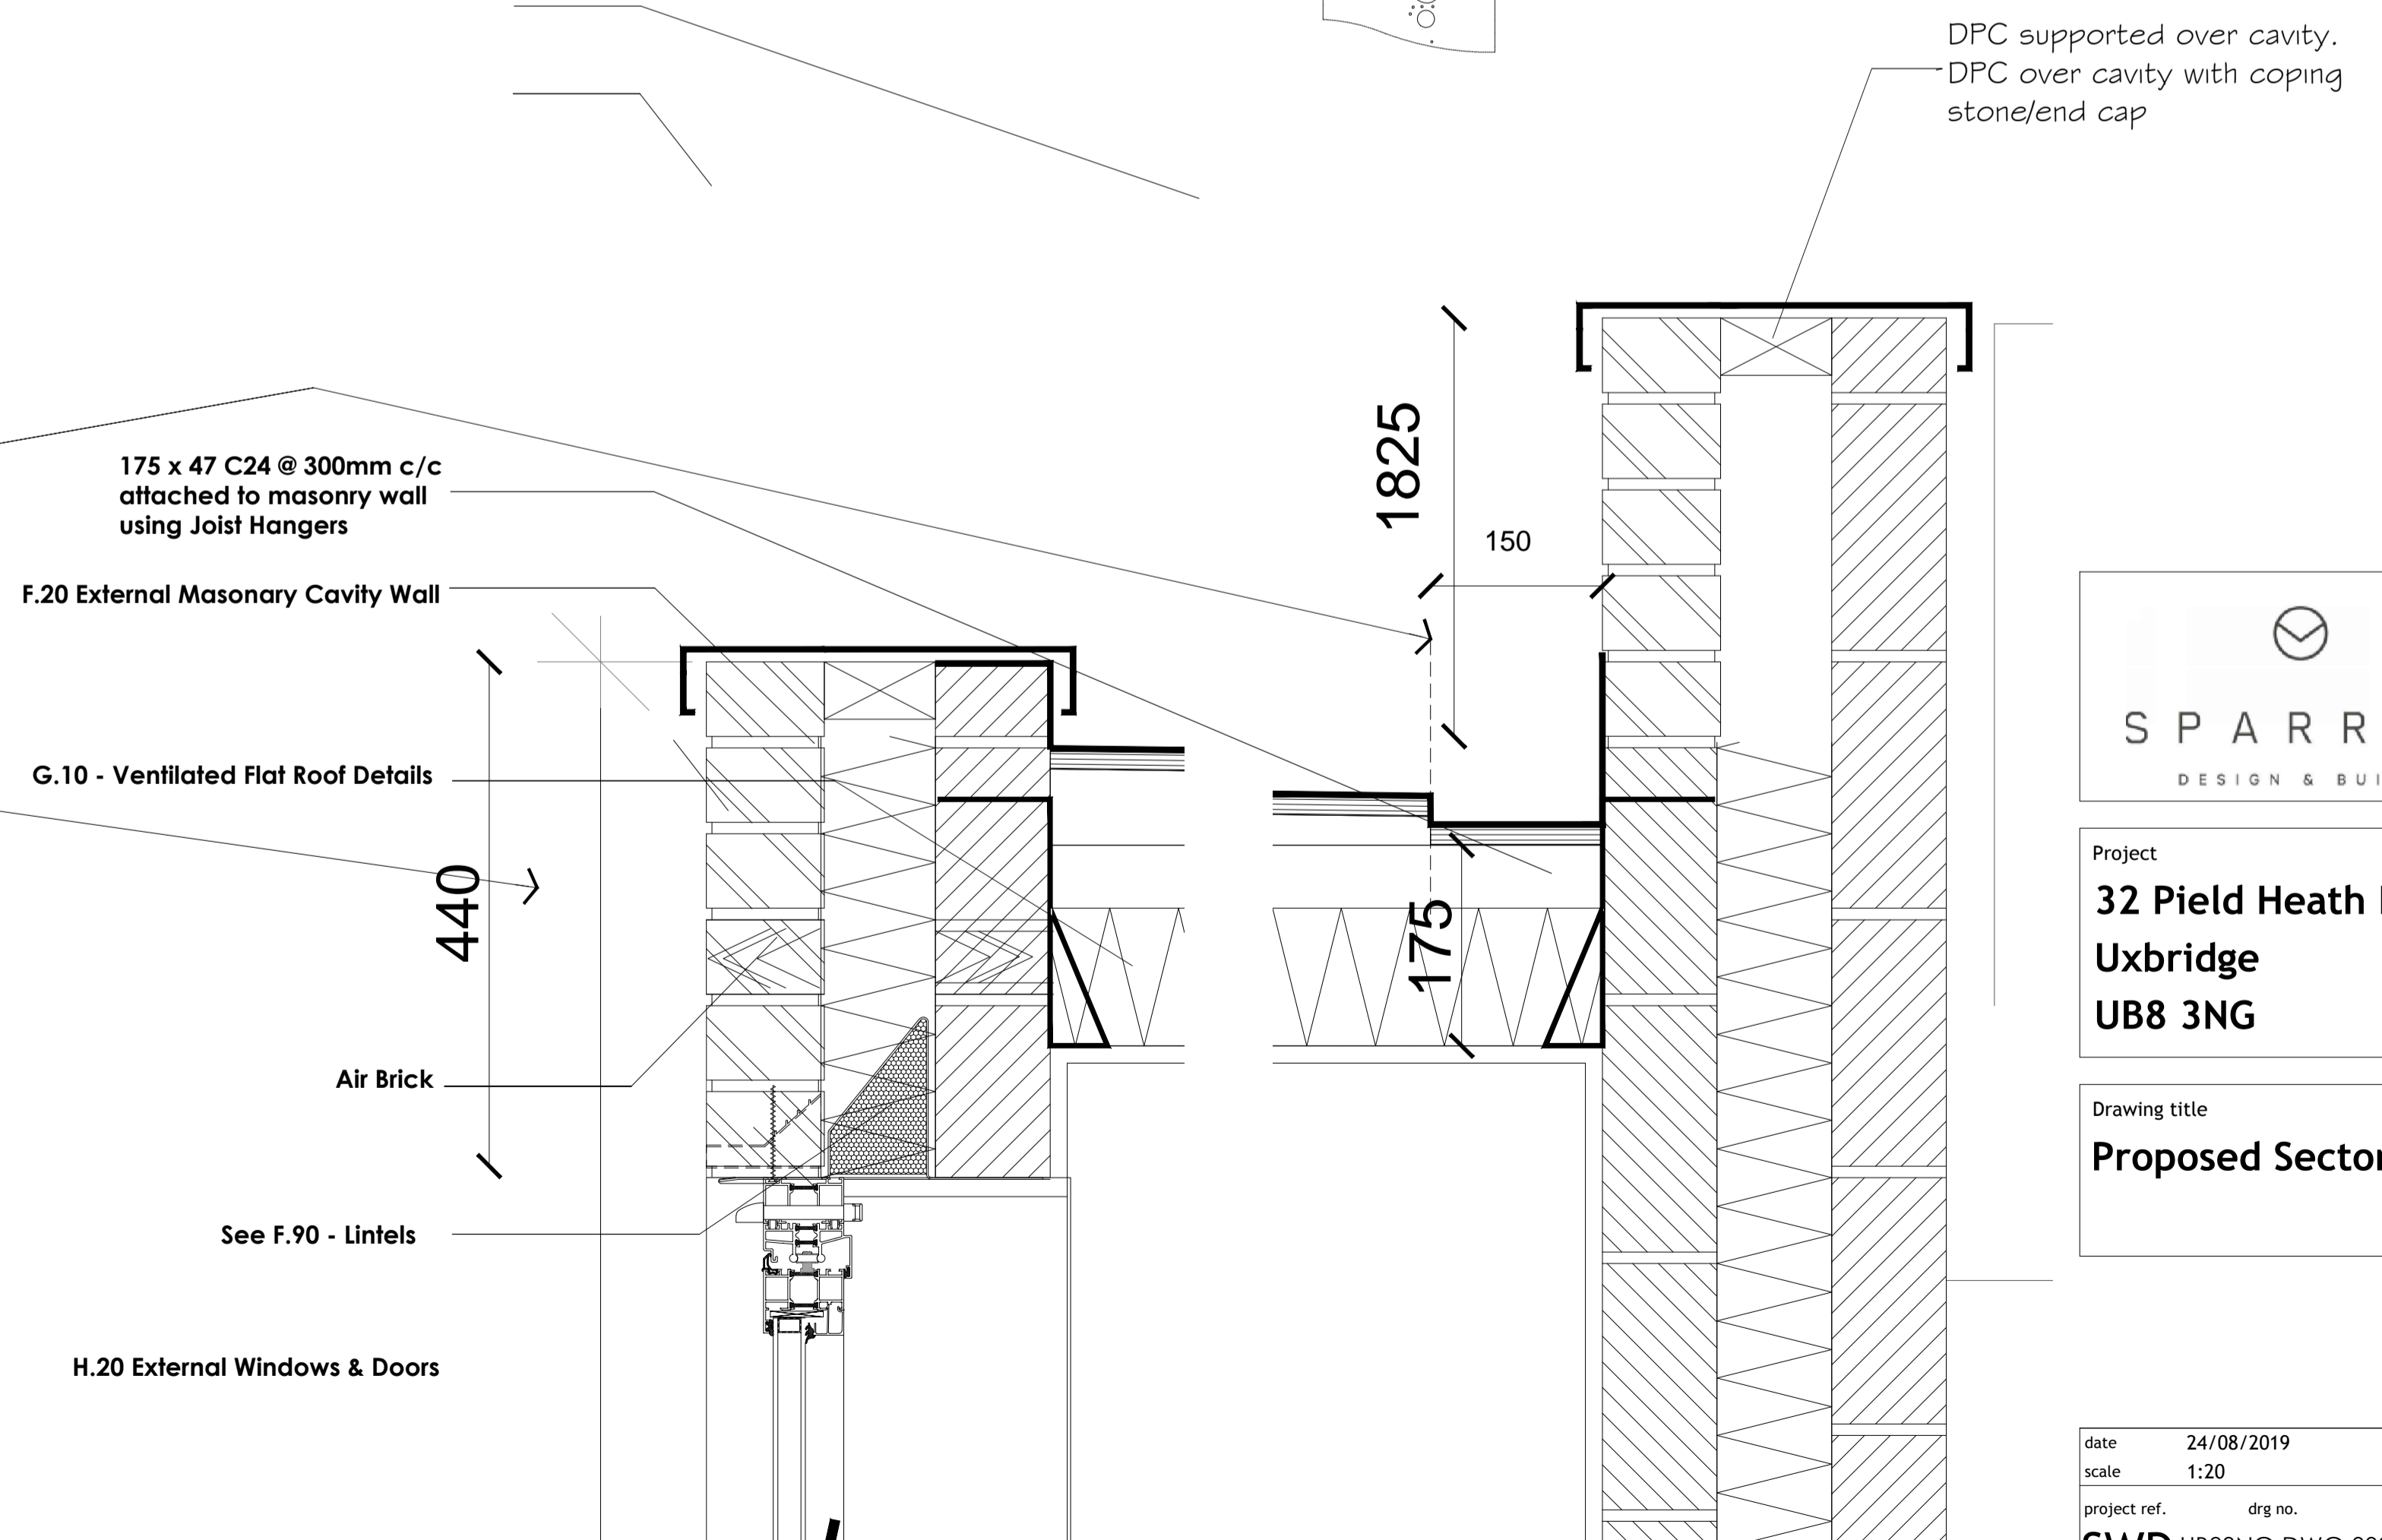 DPC supported over cavity.
DPC over cavity with coping
stone/end cap
175 x 47 C24 @ 300mm c/c
attached to masonry wall
using Joist Hangers
F.20 External Masonary Cavity Wall
G.10 - Ventilated Flat Roof Details
Air Brick
See F.90 - Lintels
H.20 External Windows & Doors
440
1825
150
175
S P A R R
DESIGN & BUI
Project
32 Pield Heath
Uxbridge
UB8 3NG
Drawing title
Proposed Sector
date 24/08/2019
scale 1:20
project ref. drg no.